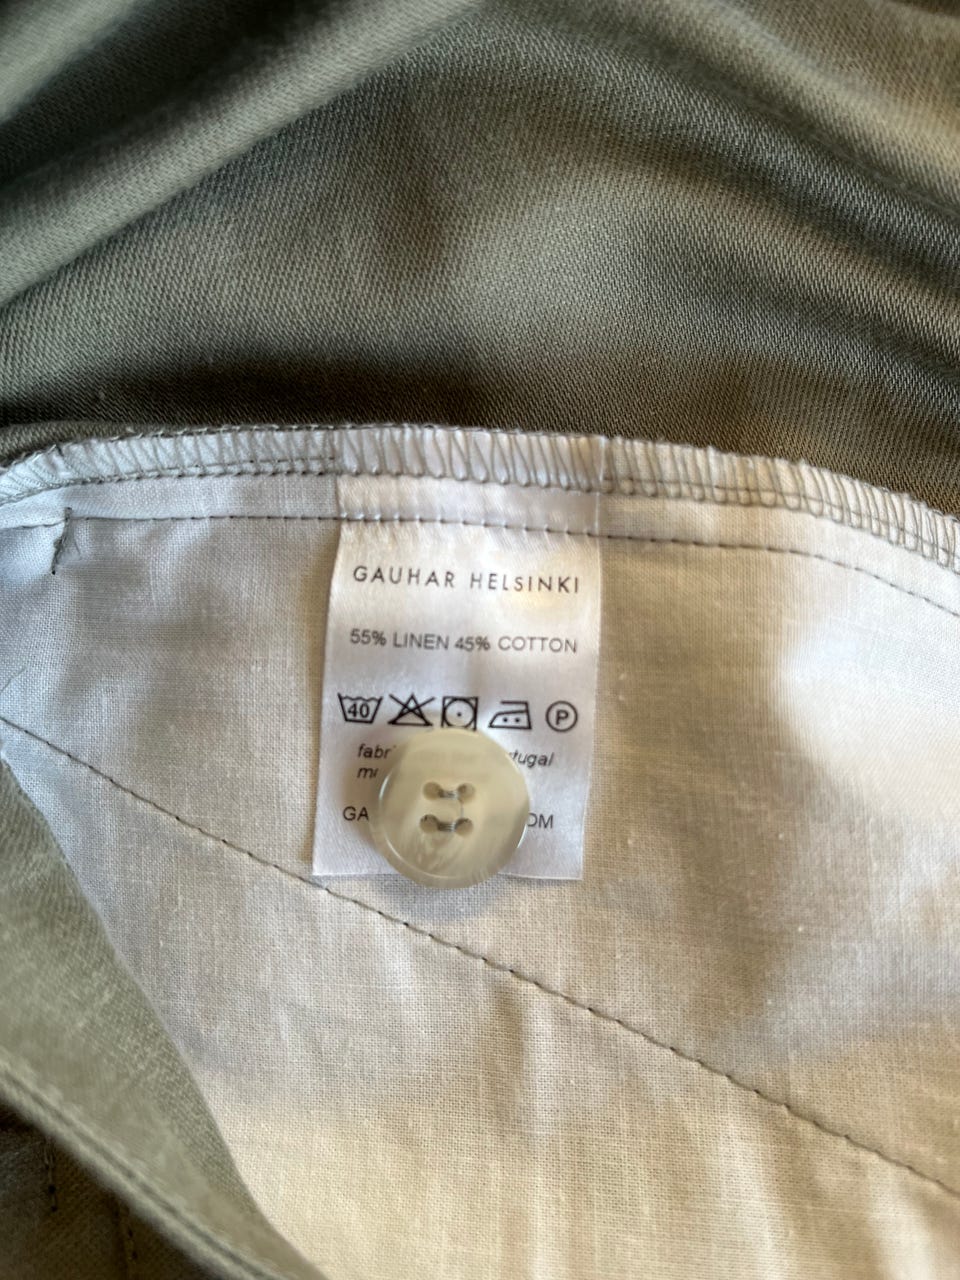 GAUHAR HELSINKI
55% LINEN 45% COTTON
40 P